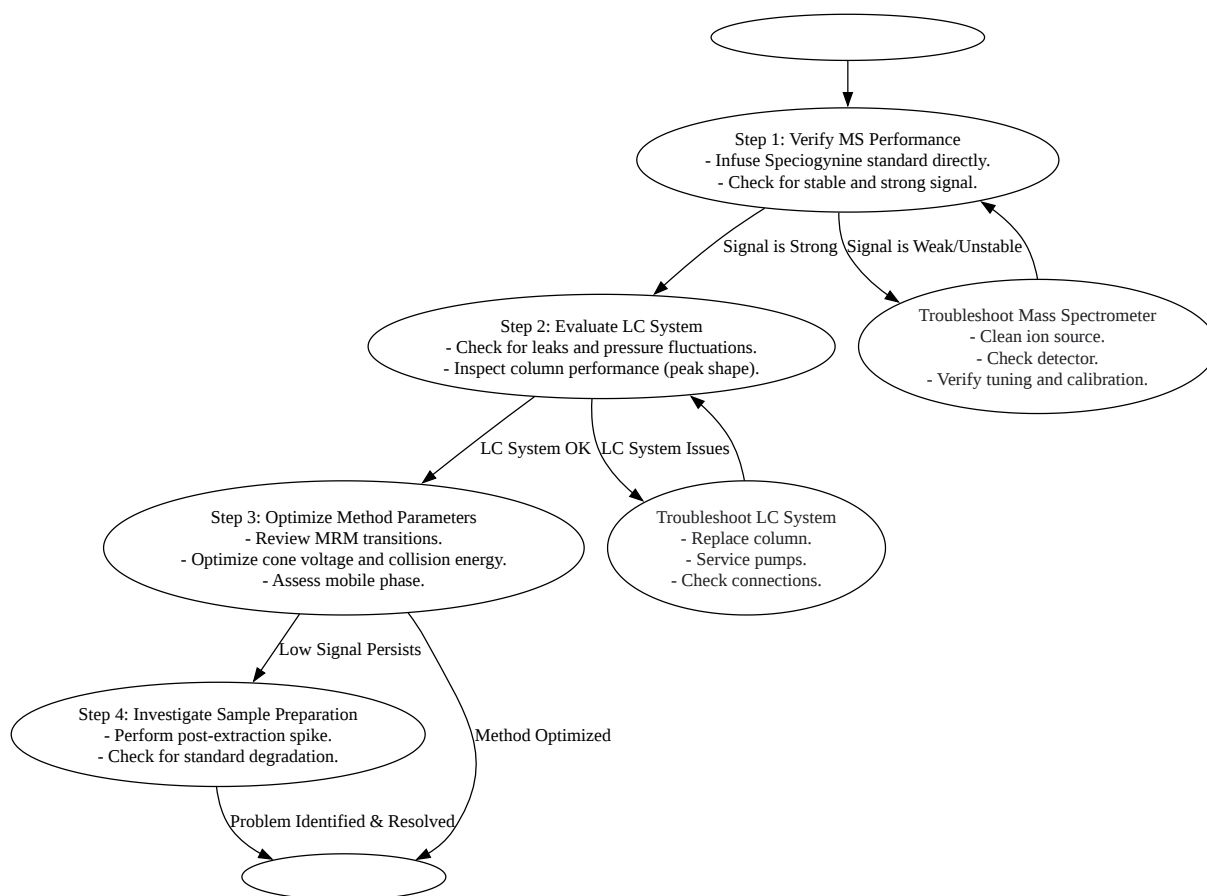 Step 1: Verify MS Performance
- Infuse Speciogynine standard directly.
- Check for stable and strong signal.
Signal is Strong
Signal is Weak/Unstable
Step 2: Evaluate LC System
- Check for leaks and pressure fluctuations.
- Inspect column performance (peak shape).
Troubleshoot Mass Spectrometer
- Clean ion source.
- Check detector.
- Verify tuning and calibration.
LC System OK
LC System Issues
Step 3: Optimize Method Parameters
- Review MRM transitions.
- Optimize cone voltage and collision energy.
- Assess mobile phase.
Troubleshoot LC System
- Replace column.
- Service pumps.
- Check connections.
Low Signal Persists
Step 4: Investigate Sample Preparation
- Perform post-extraction spike.
- Check for standard degradation.
Method Optimized
Problem Identified & Resolved